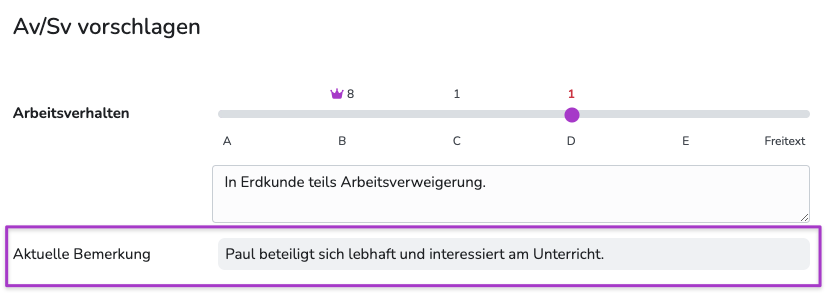 Av/Sv vorschlagen
8 1 1
Arbeitsverhalten
A B C D E Freitext
In Erdkunde teils Arbeitsverweigerung.
Aktuelle Bemerkung Paul beteiligt sich lebhaft und interessiert am Unterricht.